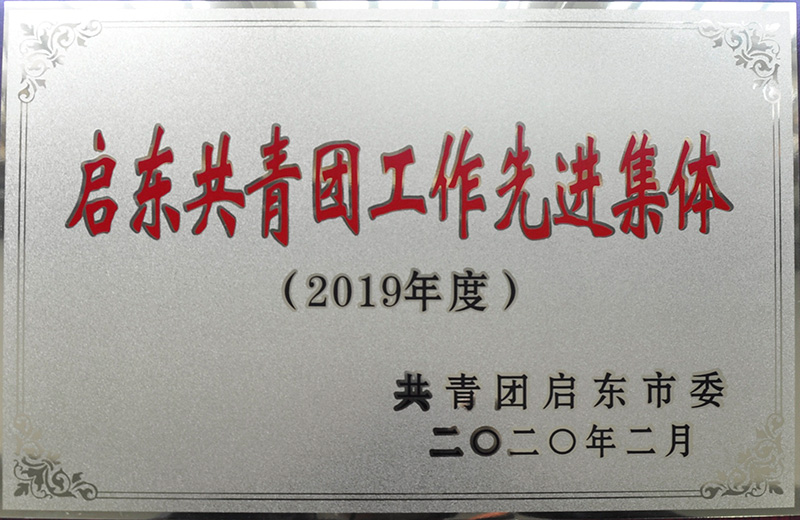 启东共青团工作先进集体
（2019年度）
共青团启东市委
二〇二〇年二月